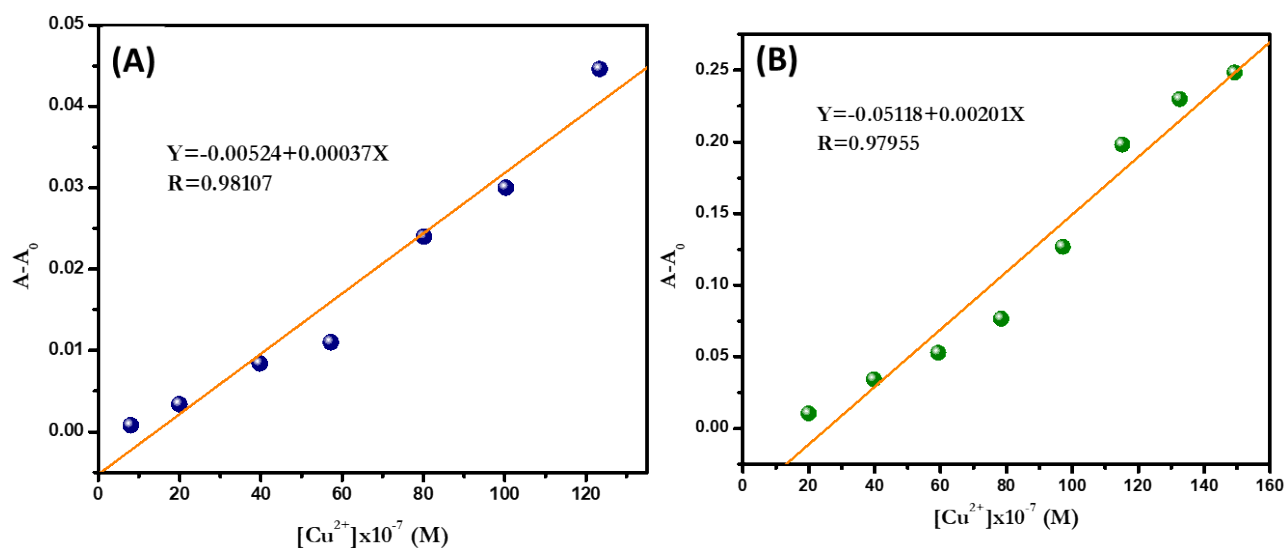 (A)
Y=-0.00524+0.00037X
R=0.98107
A-A₀
0.05
0.04
0.03
0.02
0.01
0.00
0 20 40 60 80 100 120
[Cu²⁺]x10⁻⁷ (M)
(B)
Y=-0.05118+0.00201X
R=0.97955
A-A₀
0.25
0.20
0.15
0.10
0.05
0.00
0 20 40 60 80 100 120 140 160
[Cu²⁺]x10⁻⁷ (M)